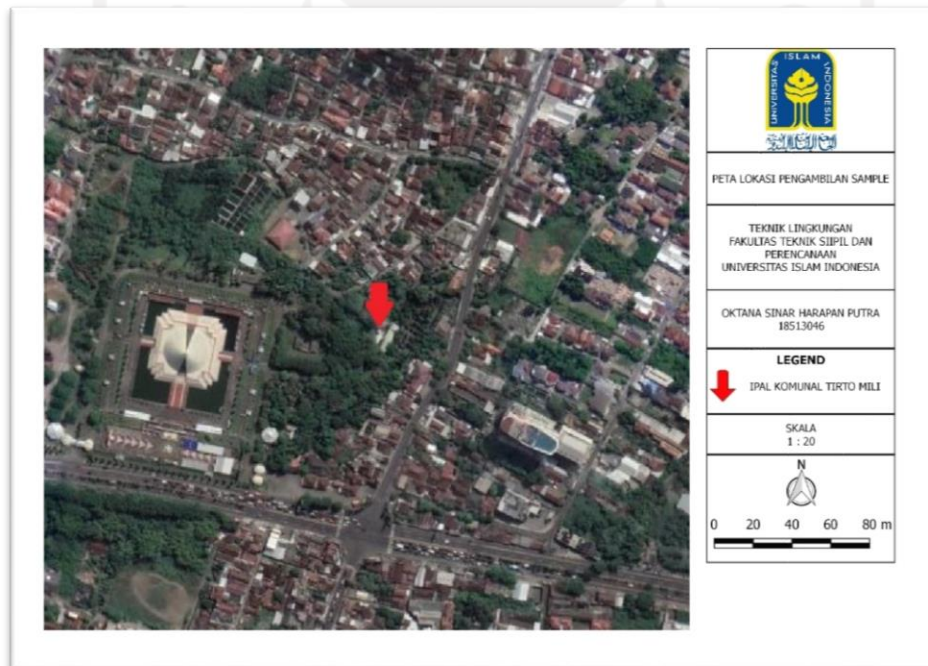 UNIVERSITAS ISLAM INDONESIA
PETA LOKASI PENGAMBILAN SAMPLE
TEKNIK LINGKUNGAN
FAKULTAS TEKNIK SIIPIL DAN
PERENCANAAN
UNIVERSITAS ISLAM INDONESIA
OKTANA SINAR HARAPAN PUTRA
18513046
LEGEND
IPAL KOMUNAL TIRTO MILI
SKALA
1 : 20
N
0 20 40 60 80 m